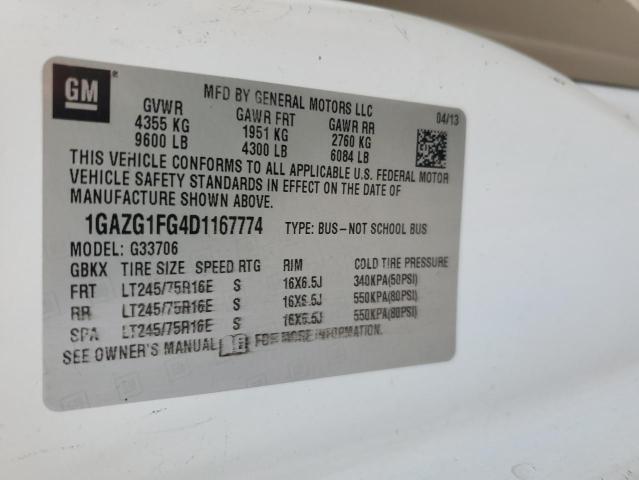 GM
MFD BY GENERAL MOTORS LLC
04/13
GVWR GAWR FRT GAWR RR
4355 KG 1951 KG 2760 KG
9600 LB 4300 LB 6084 LB
THIS VEHICLE CONFORMS TO ALL APPLICABLE U.S. FEDERAL MOTOR
VEHICLE SAFETY STANDARDS IN EFFECT ON THE DATE OF
MANUFACTURE SHOWN ABOVE.
1GAZG1FG4D1167774 TYPE: BUS-NOT SCHOOL BUS
MODEL: G33706
GBKX TIRE SIZE SPEED RTG RIM COLD TIRE PRESSURE
FRT LT245/75R16E S 16X6.5J 340KPA(50PSI)
RR LT245/75R16E S 16X6.5J 550KPA(80PSI)
SPA LT245/75R16E S 16X6.5J 550KPA(80PSI)
SEE OWNER'S MANUAL FOR MORE INFORMATION.